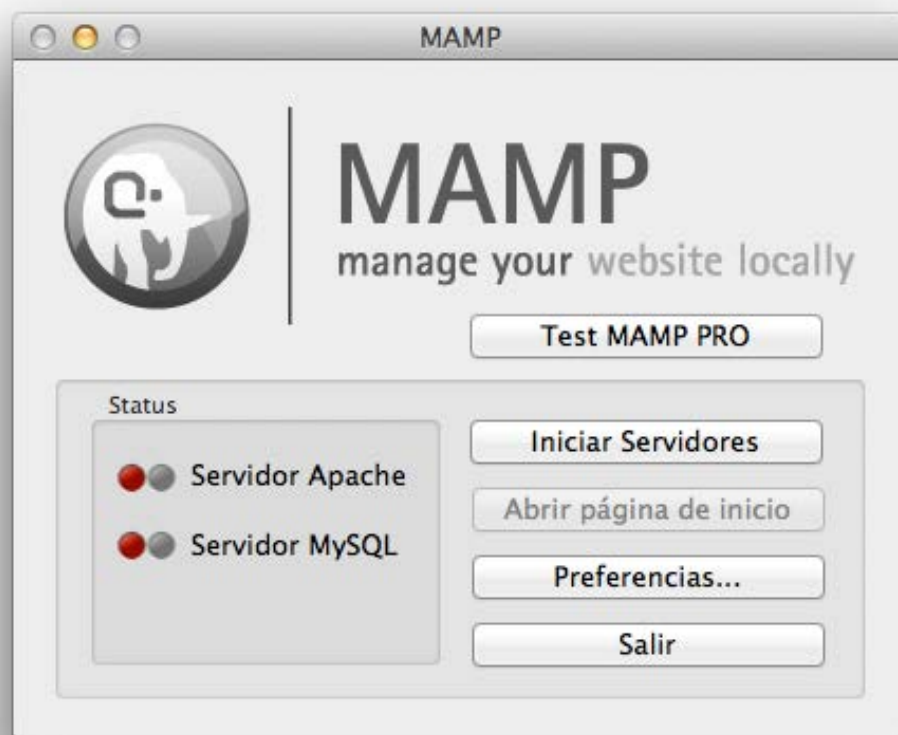 MAMP
MAMP
manage your website locally
Test MAMP PRO
Status
Servidor Apache
Servidor MySQL
Iniciar Servidores
Abrir página de inicio
Preferencias...
Salir